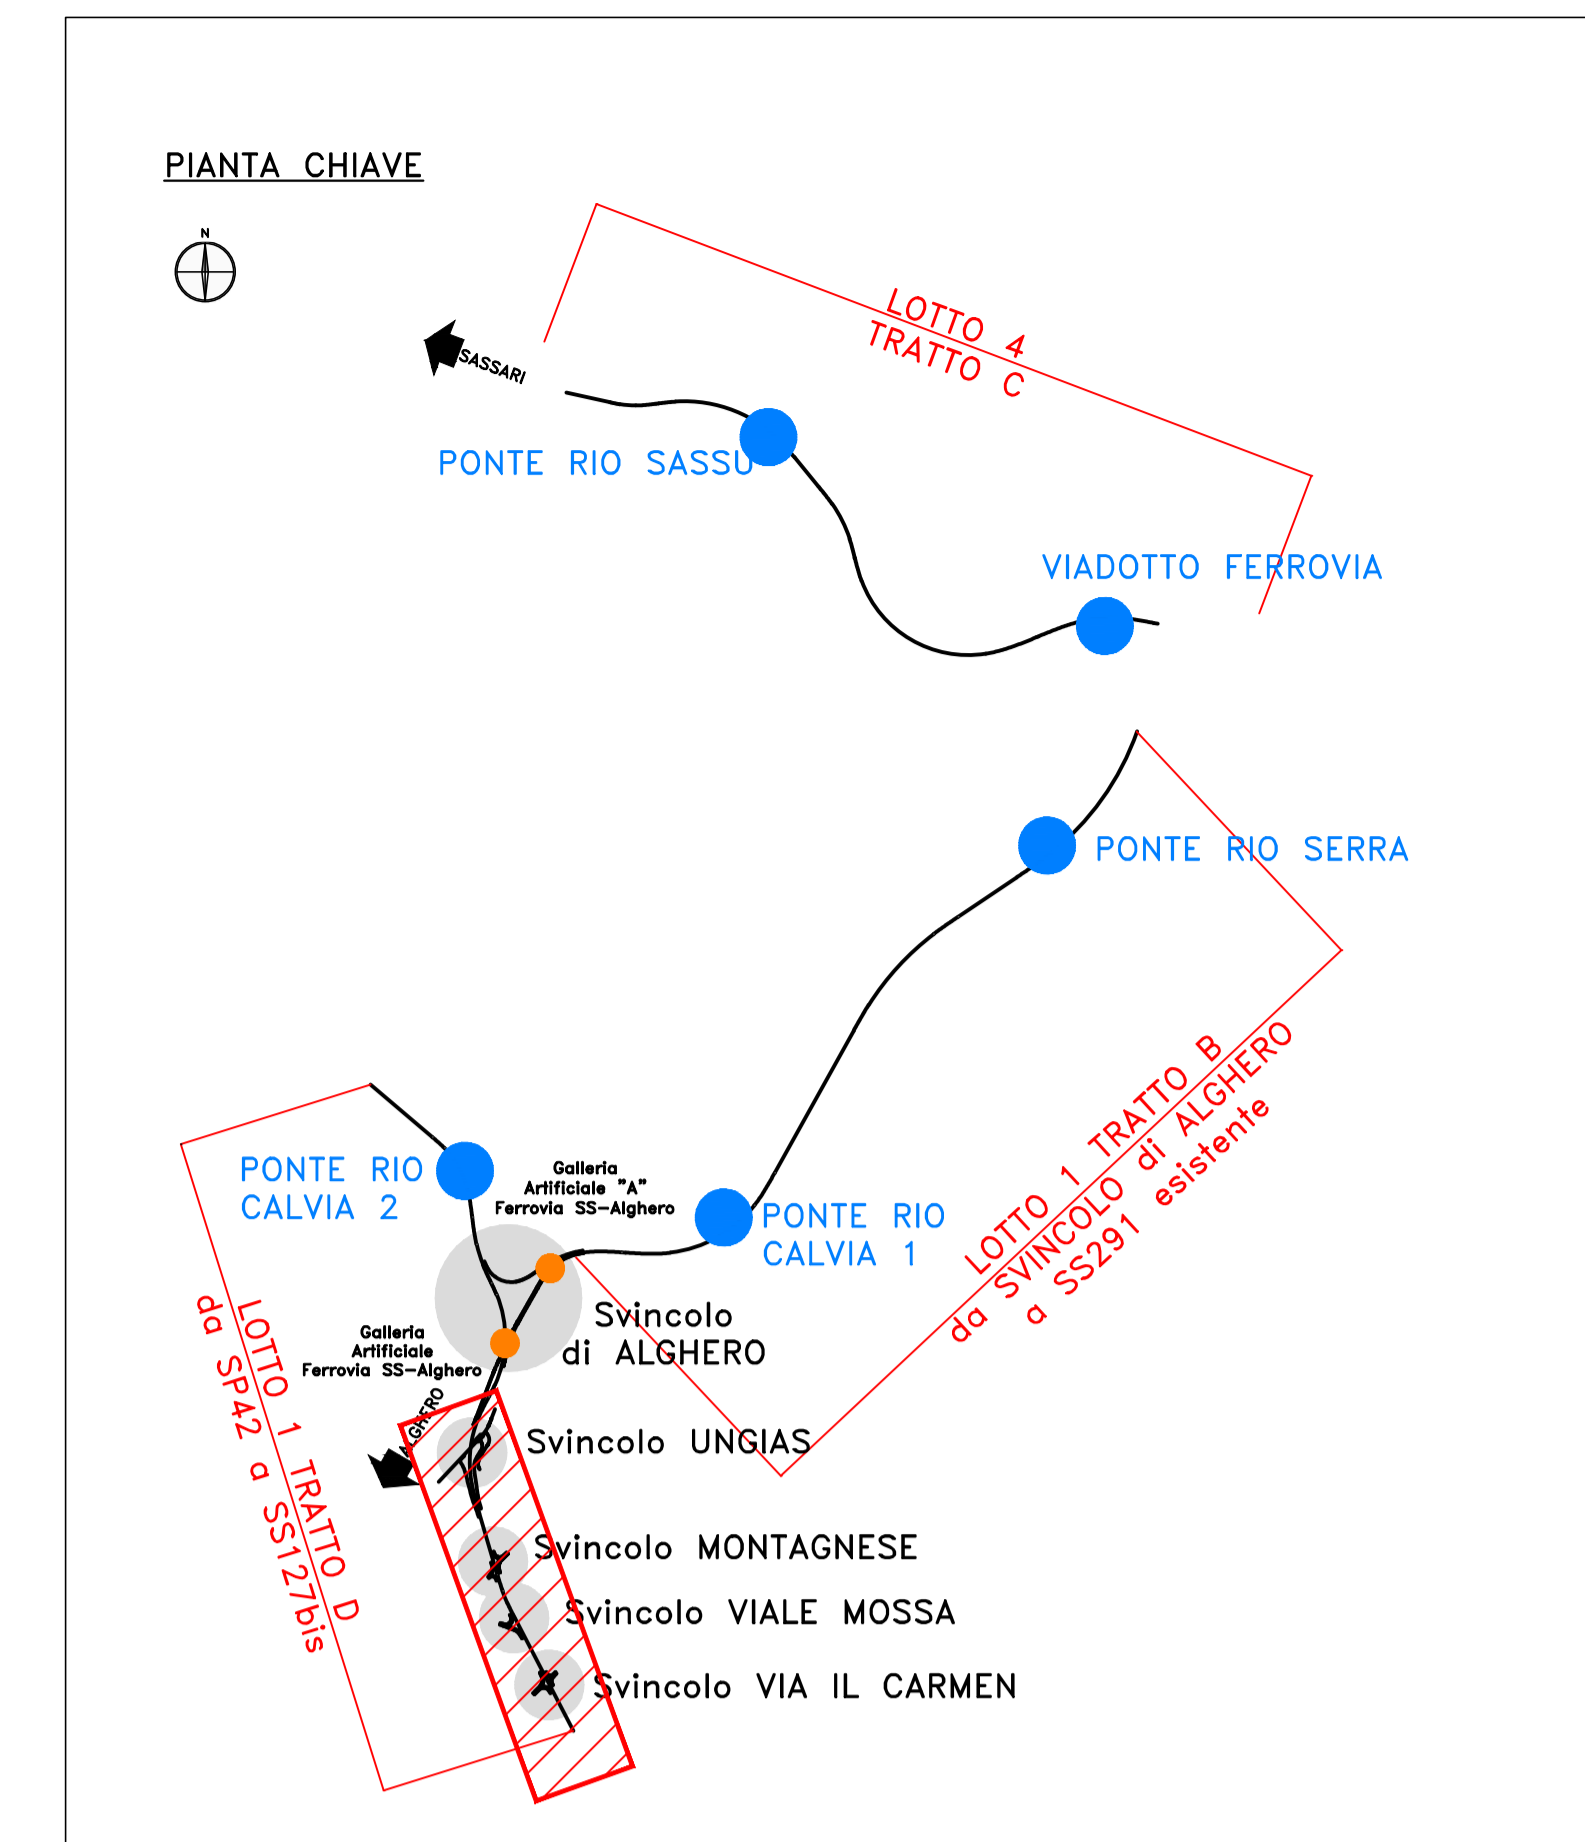 PIANTA CHIAVE
N
SASSARI
LOTTO 4
TRATTO C
PONTE RIO SASSU
VIADOTTO FERROVIA
PONTE RIO SERRA
LOTTO 1 TRATTO B
da SVINCOLO di ALGHERO
a SS291 esistente
PONTE RIO
CALVIA 2
Galleria
Artificiale "A"
Ferrovia SS-Alghero
PONTE RIO
CALVIA 1
Svincolo
di ALGHERO
Galleria
Artificiale
Ferrovia SS-Alghero
ALGHERO
LOTTO 1 TRATTO D
da SP42 a SS127bis
Svincolo UNGIAS
Svincolo MONTAGNESE
Svincolo VIALE MOSSA
Svincolo VIA IL CARMEN